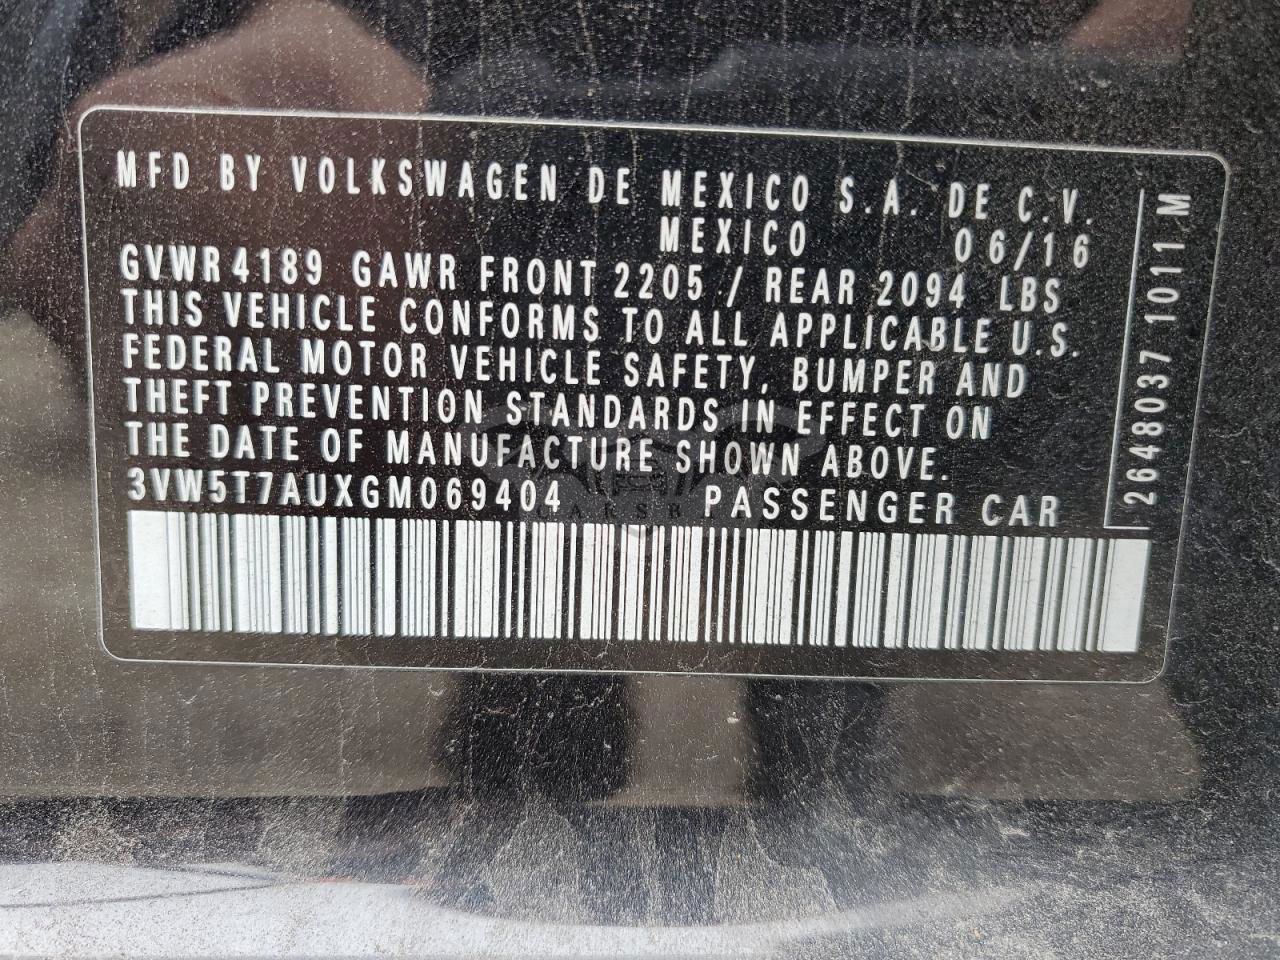 MFD BY VOLKSWAGEN DE MEXICO S.A. DE C.V.
MEXICO 06/16
GVWR 4189 GAWR FRONT 2205 / REAR 2094 LBS
THIS VEHICLE CONFORMS TO ALL APPLICABLE U.S.
FEDERAL MOTOR VEHICLE SAFETY, BUMPER AND
THEFT PREVENTION STANDARDS IN EFFECT ON
THE DATE OF MANUFACTURE SHOWN ABOVE.
3VW5T7AUXGM069404 PASSENGER CAR
2648037 1011 M